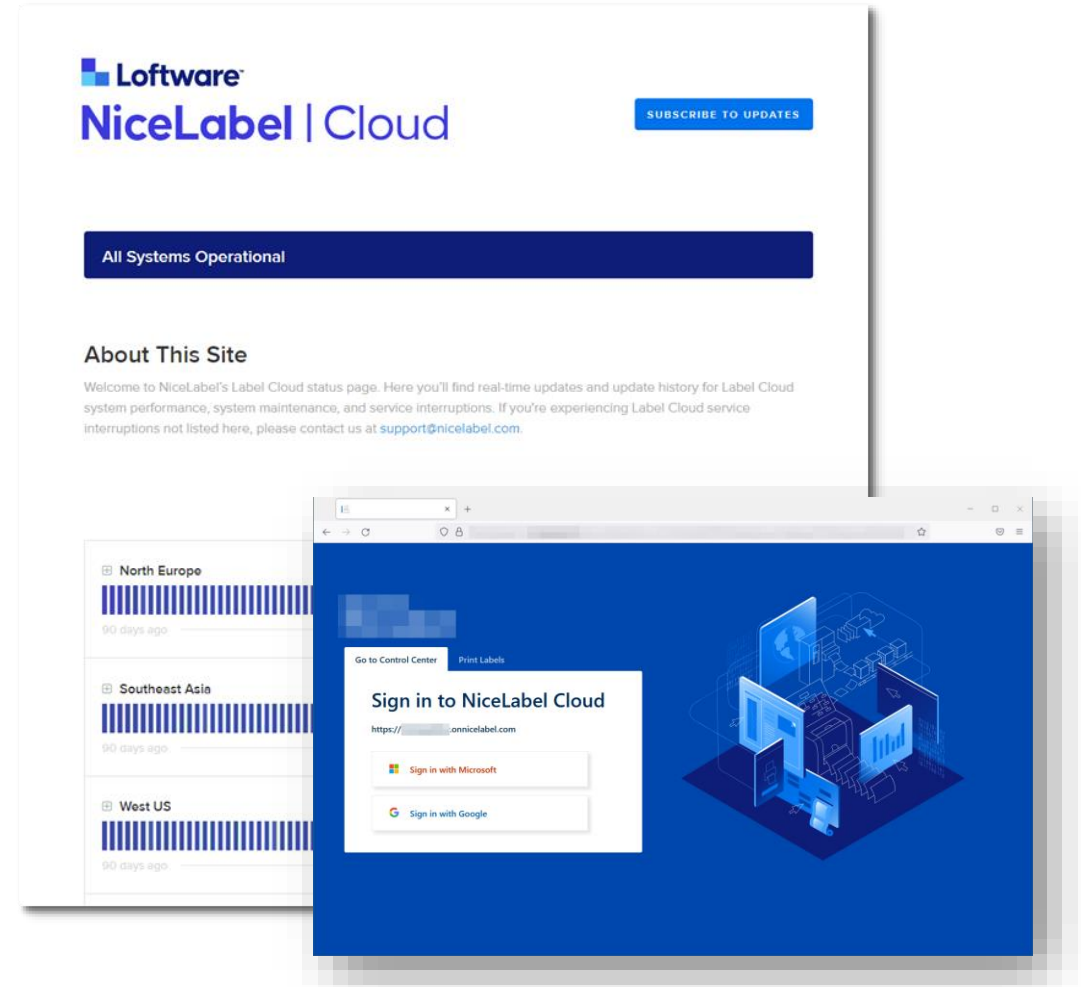 Loftware™
NiceLabel | Cloud
SUBSCRIBE TO UPDATES
All Systems Operational
About This Site
Welcome to NiceLabel's Label Cloud status page. Here you'll find real-time updates and update history for Label Cloud
system performance, system maintenance, and service interruptions. If you're experiencing Label Cloud service
interruptions not listed here, please contact us at support@nicelabel.com.
North Europe
90 days ago
Southeast Asia
90 days ago
West US
90 days ago
Go to Control Center
Print Labels
Sign in to NiceLabel Cloud
https:// .onnicelabel.com
Sign in with Microsoft
Sign in with Google